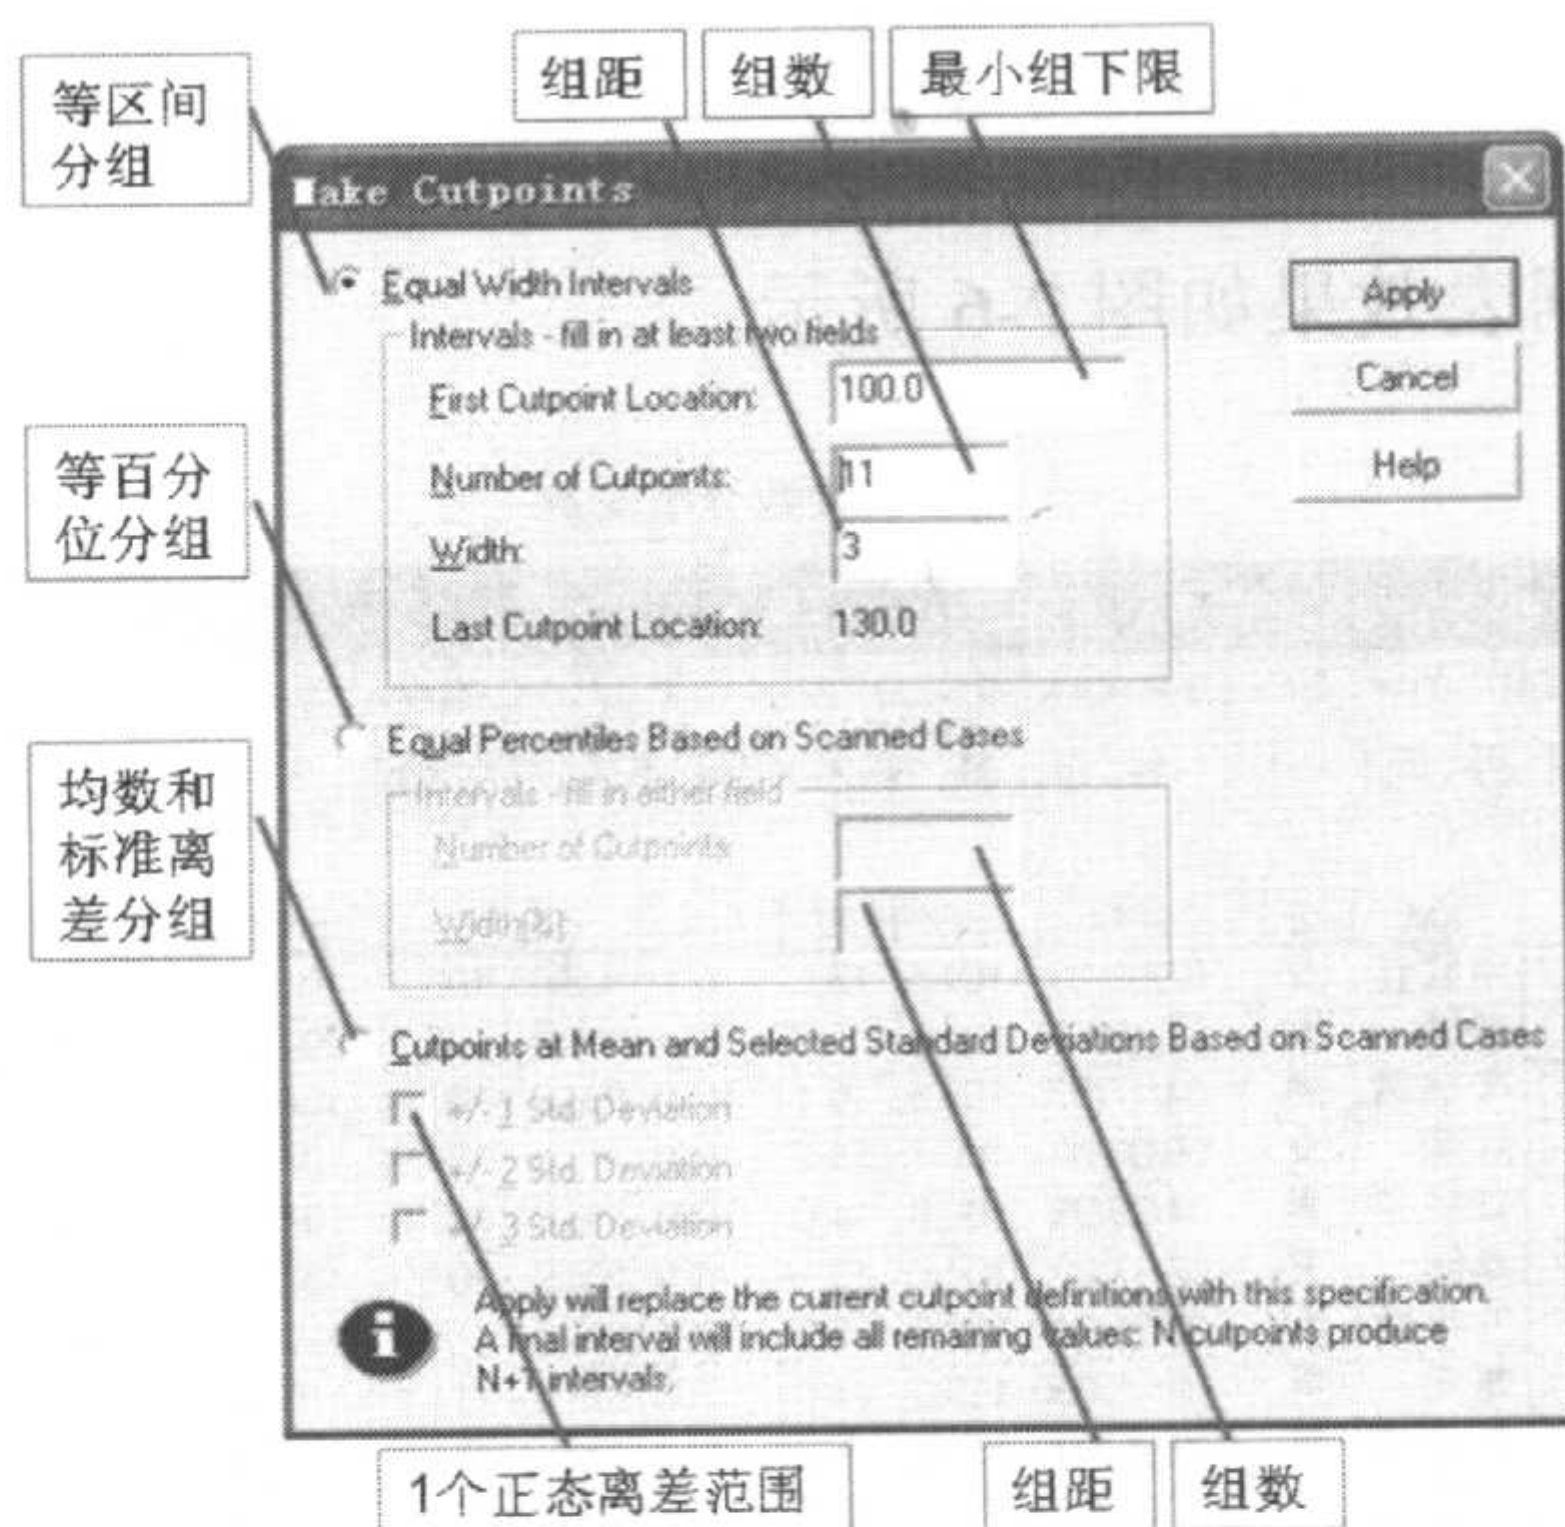 组距
组数
最小组下限
等区间
分组
Make Cutpoints
Equal Width Intervals
Apply
Intervals - fill in at least two fields
First Cutpoint Location:
100.0
Cancel
等百分
位分组
Number of Cutpoints:
11
Help
Width:
3
Last Cutpoint Location:
130.0
Equal Percentiles Based on Scanned Cases
均数和
标准离
差分组
Intervals - fill in either field
Number of Cutpoints
Width(%):
Cutpoints at Mean and Selected Standard Deviations Based on Scanned Cases
+/- 1 Std. Deviation
+/- 2 Std. Deviation
+/- 3 Std. Deviation
Apply will replace the current cutpoint definitions with this specification.
A final interval will include all remaining values: N cutpoints produce
N+1 intervals.
1个正态离差范围
组距
组数